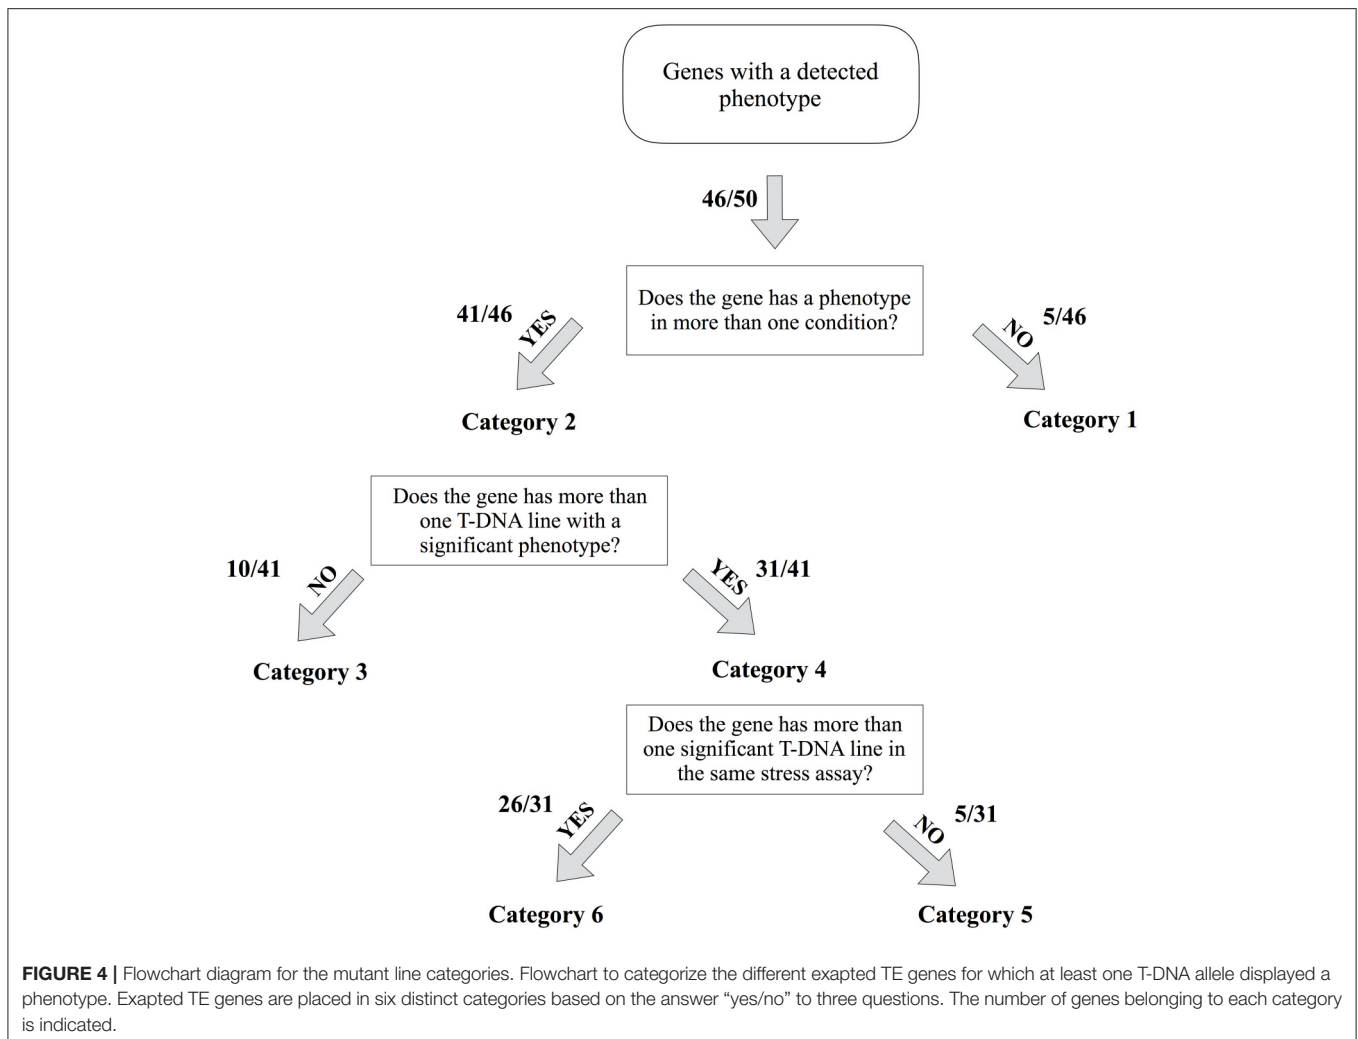 Genes with a detected
phenotype
46/50
Does the gene has a phenotype
in more than one condition?
41/46
YES
NO
5/46
Category 2
Category 1
Does the gene has more than
one T-DNA line with a
significant phenotype?
10/41
NO
YES
31/41
Category 3
Category 4
Does the gene has more than
one significant T-DNA line in
the same stress assay?
26/31
YES
NO
5/31
Category 6
Category 5
FIGURE 4 | Flowchart diagram for the mutant line categories. Flowchart to categorize the different exapted TE genes for which at least one T-DNA allele displayed a
phenotype. Exapted TE genes are placed in six distinct categories based on the answer “yes/no” to three questions. The number of genes belonging to each category
is indicated.